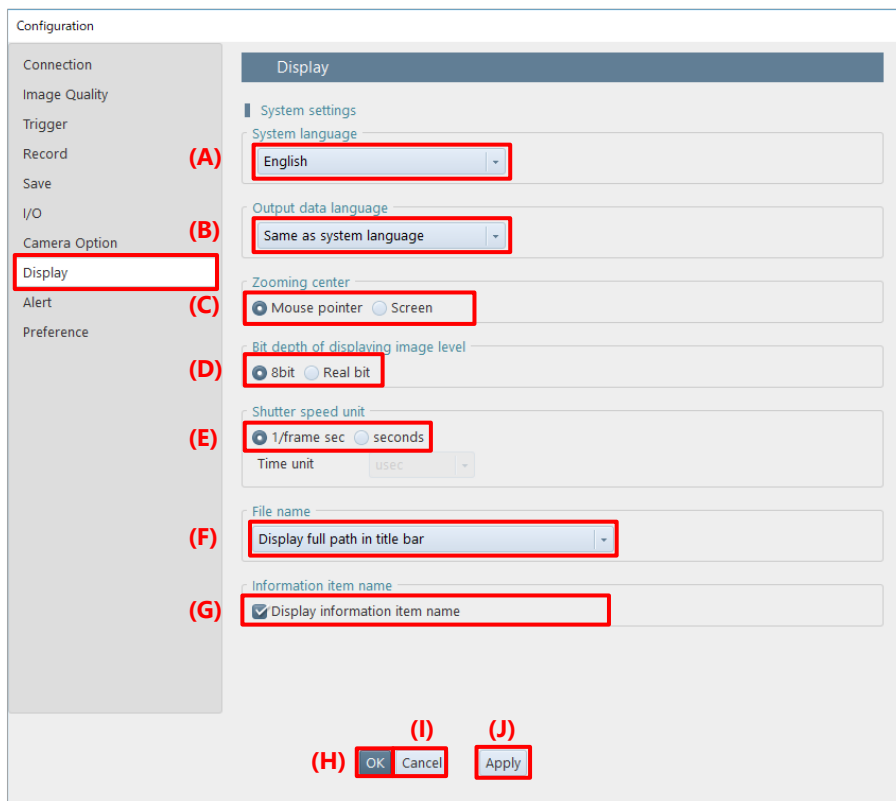 Configuration
Connection
Image Quality
Trigger
Record
Save
I/O
Camera Option
Display
Alert
Preference
Display
System settings
System language
(A) English
Output data language
(B) Same as system language
Zooming center
(C) Mouse pointer Screen
Bit depth of displaying image level
(D) 8bit Real bit
Shutter speed unit
(E) 1/frame sec seconds
Time unit usec
File name
(F) Display full path in title bar
Information item name
(G) Display information item name
(I) (J)
(H) OK Cancel Apply